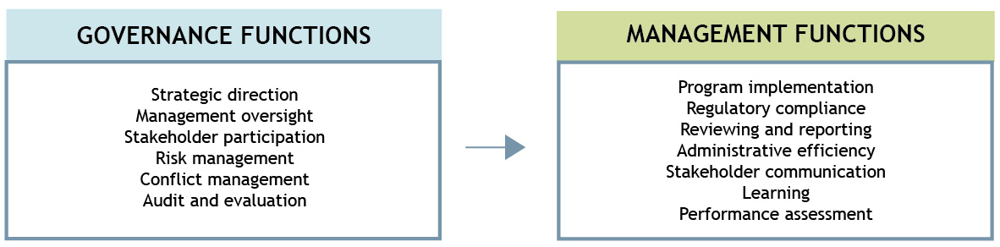 GOVERNANCE FUNCTIONS
Strategic direction
Management oversight
Stakeholder participation
Risk management
Conflict management
Audit and evaluation
MANAGEMENT FUNCTIONS
Program implementation
Regulatory compliance
Reviewing and reporting
Administrative efficiency
Stakeholder communication
Learning
Performance assessment